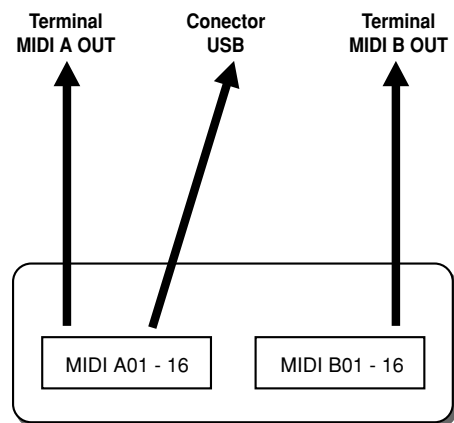 Terminal
MIDI A OUT
Conector
USB
Terminal
MIDI B OUT
MIDI A01 - 16
MIDI B01 - 16